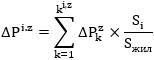 ΔP^{i.z} = \sum_{k=1}^{k^{i.z}} ΔP_k^z × \frac{S_i}{S_{жил}}